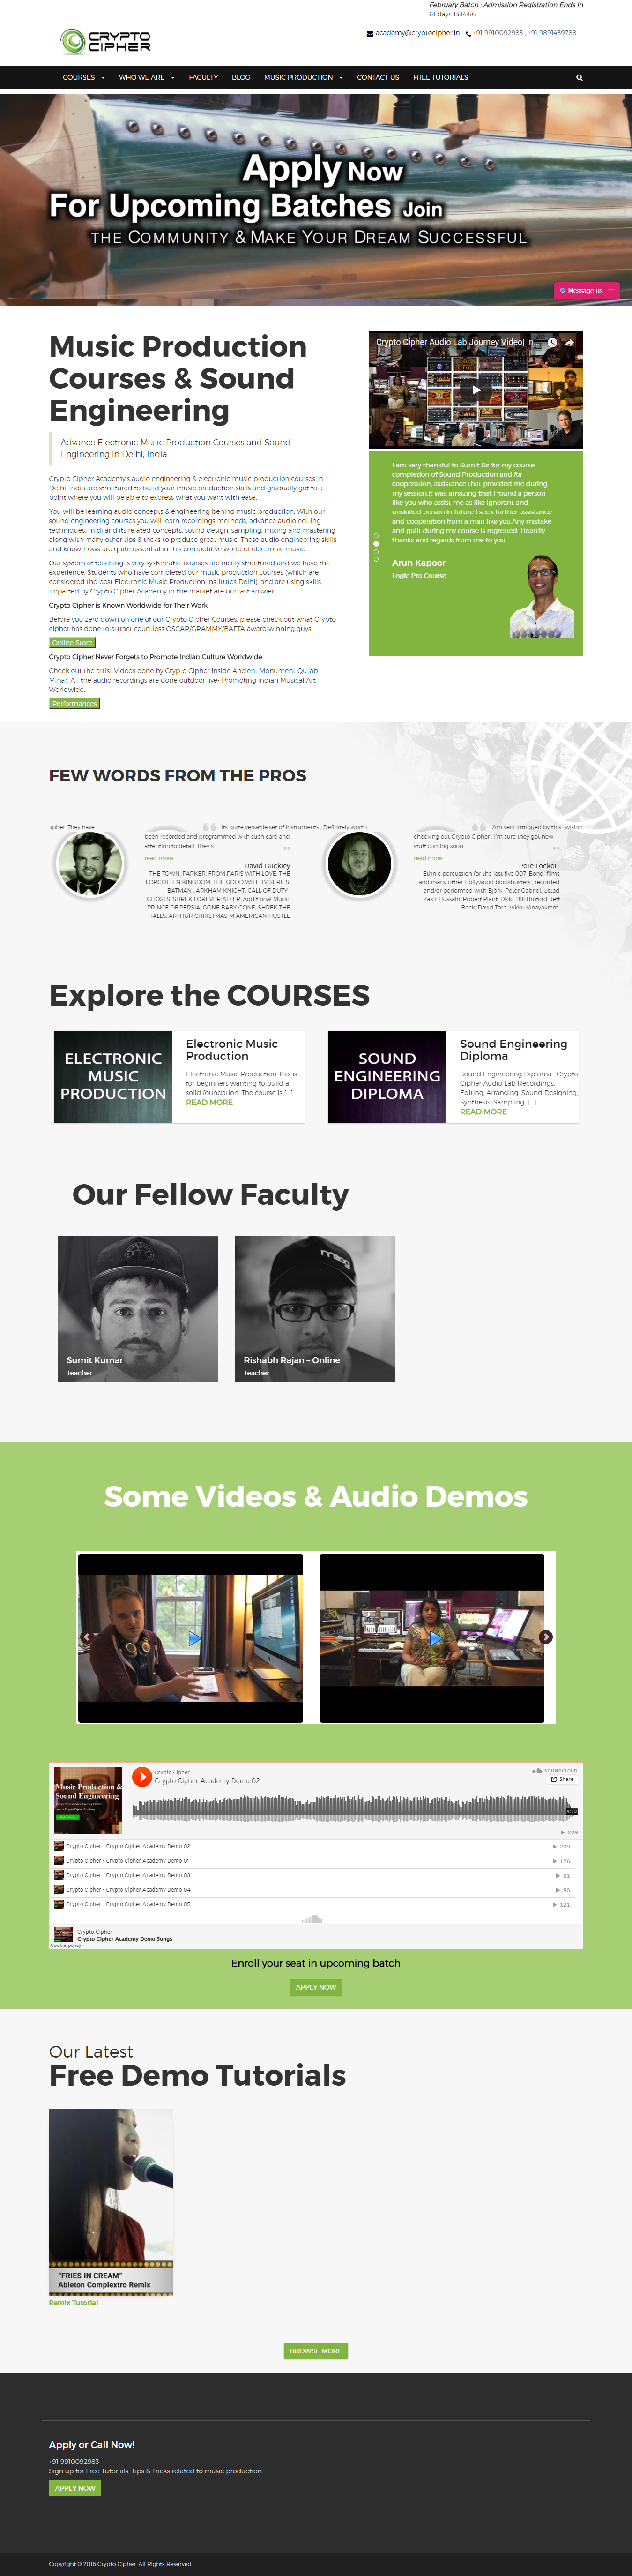 February Batch : Admission Registration Ends In
61 days 13:14:56
CRYPTO
CIPHER
academy@cryptocipher.in
+91 9910092983 , +91 9891439788
COURSES
WHO WE ARE
FACULTY
BLOG
MUSIC PRODUCTION
CONTACT US
FREE TUTORIALS
Apply Now
For Upcoming Batches Join
THE COMMUNITY & MAKE YOUR DREAM SUCCESSFUL
Message us
Music Production
Courses & Sound
Engineering
Advance Electronic Music Production Courses and Sound
Engineering in Delhi, India.
Crypto Cipher Academy's audio engineering & electronic music production courses in
Delhi, India are structured to build your music production skills and gradually get to a
point where you will be able to express what you want with ease.
You will be learning audio concepts & engineering behind music production. With our
sound engineering courses you will learn recordings methods, advance audio editing
techniques, midi and its related concepts, sound design, sampling, mixing and mastering
along with many other tips & tricks to produce great music. These audio engineering skills
and know-hows are quite essential in this competitive world of electronic music.
Our system of teaching is very systematic, courses are nicely structured and we have the
experience. Students who have completed our music production courses (which are
considered the best Electronic Music Production Institutes Delhi), and are using skills
imparted by Crypto Cipher Academy in the market are our last answer.
Crypto Cipher is Known Worldwide for Their Work
Before you zero down on one of our Crypto Cipher Courses, please check out what Crypto
cipher has done to attract countless OSCAR/GRAMMY/BAFTA award winning guys.
Online Store
Crypto Cipher Never Forgets to Promote Indian Culture Worldwide
Check out the artist Videos done by Crypto Cipher inside Ancient Monument Qutab
Minar. All the audio recordings are done outdoor live- Promoting Indian Musical Art
Worldwide.
Performances
Crypto Cipher Audio Lab Journey Video| In...
I am very thankful to Sumit Sir for my course
completion of Sound Production and for
cooperation, assistance that provided me during
my session.It was amazing that I found a person
like you who assist me as like ignorant and
unskilled person.In future I seek further assistance
and cooperation from a man like you.Any mistake
and guilt during my course is regretted. Heartily
thanks and regards from me to you.
Arun Kapoor
Logic Pro Course
FEW WORDS FROM THE PROS
cipher. They have
Its quite versatile set of Instruments . Definitely worth
been recorded and programmed with such care and
attention to detail. They s...
read more
David Buckley
THE TOWN, PARKER, FROM PARIS WITH LOVE, THE
FORGOTTEN KINGDOM, THE GOOD WIFE TV SERIES,
BATMAN : ARKHAM KNIGHT, CALL OF DUTY :
GHOSTS, SHREK FOREVER AFTER, Additional Music:
PRINCE OF PERSIA, GONE BABY GONE, SHREK THE
HALLS, ARTHUR CHRISTMAS M AMERICAN HUSTLE
"Am very intrigued by this ..wishin
checking out Crypto Cipher . I'm sure they got new
stuff coming soon...
read more
Pete Lockett
Ethnic percussion for the last five 007 'Bond' films
and many other Hollywood blockbusters ; recorded
and/or performed with Björk, Peter Gabriel, Ustad
Zakir Hussain, Robert Plant, Dido, Bill Bruford, Jeff
Beck, David Torn, Vikku Vinayakram,
Explore the COURSES
ELECTRONIC
MUSIC
PRODUCTION
Electronic Music
Production
Electronic Music Production This is
for beginners wanting to build a
solid foundation. The course is [...]
READ MORE
SOUND
ENGINEERING
DIPLOMA
Sound Engineering
Diploma
Sound Engineering Diploma : Crypto
Cipher Audio Lab Recordings,
Editing, Arranging, Sound Designing,
Synthesis, Sampling, [...]
READ MORE
Our Fellow Faculty
Sumit Kumar
Teacher
moog
Rishabh Rajan – Online
Teacher
Some Videos & Audio Demos
Music Production &
Sound Engineering
Crypto Cipher
Crypto Cipher Academy Demo 02
SOUNDCLOUD
Share
209
Crypto Cipher - Crypto Cipher Academy Demo 02
209
Crypto Cipher - Crypto Cipher Academy Demo 01
126
Crypto Cipher - Crypto Cipher Academy Demo 03
81
Crypto Cipher - Crypto Cipher Academy Demo 04
90
Crypto Cipher - Crypto Cipher Academy Demo 05
121
Crypto Cipher
Crypto Cipher Academy Demo Songs
Cookie policy
Enroll your seat in upcoming batch
APPLY NOW
Our Latest
Free Demo Tutorials
"FRIES IN CREAM"
Ableton Complextro Remix
Remix Tutorial
BROWSE MORE
Apply or Call Now!
+91 9910092983
Sign up for Free Tutorials, Tips & Tricks related to music production
APPLY NOW
Copyright © 2016 Crypto Cipher. All Rights Reserved.